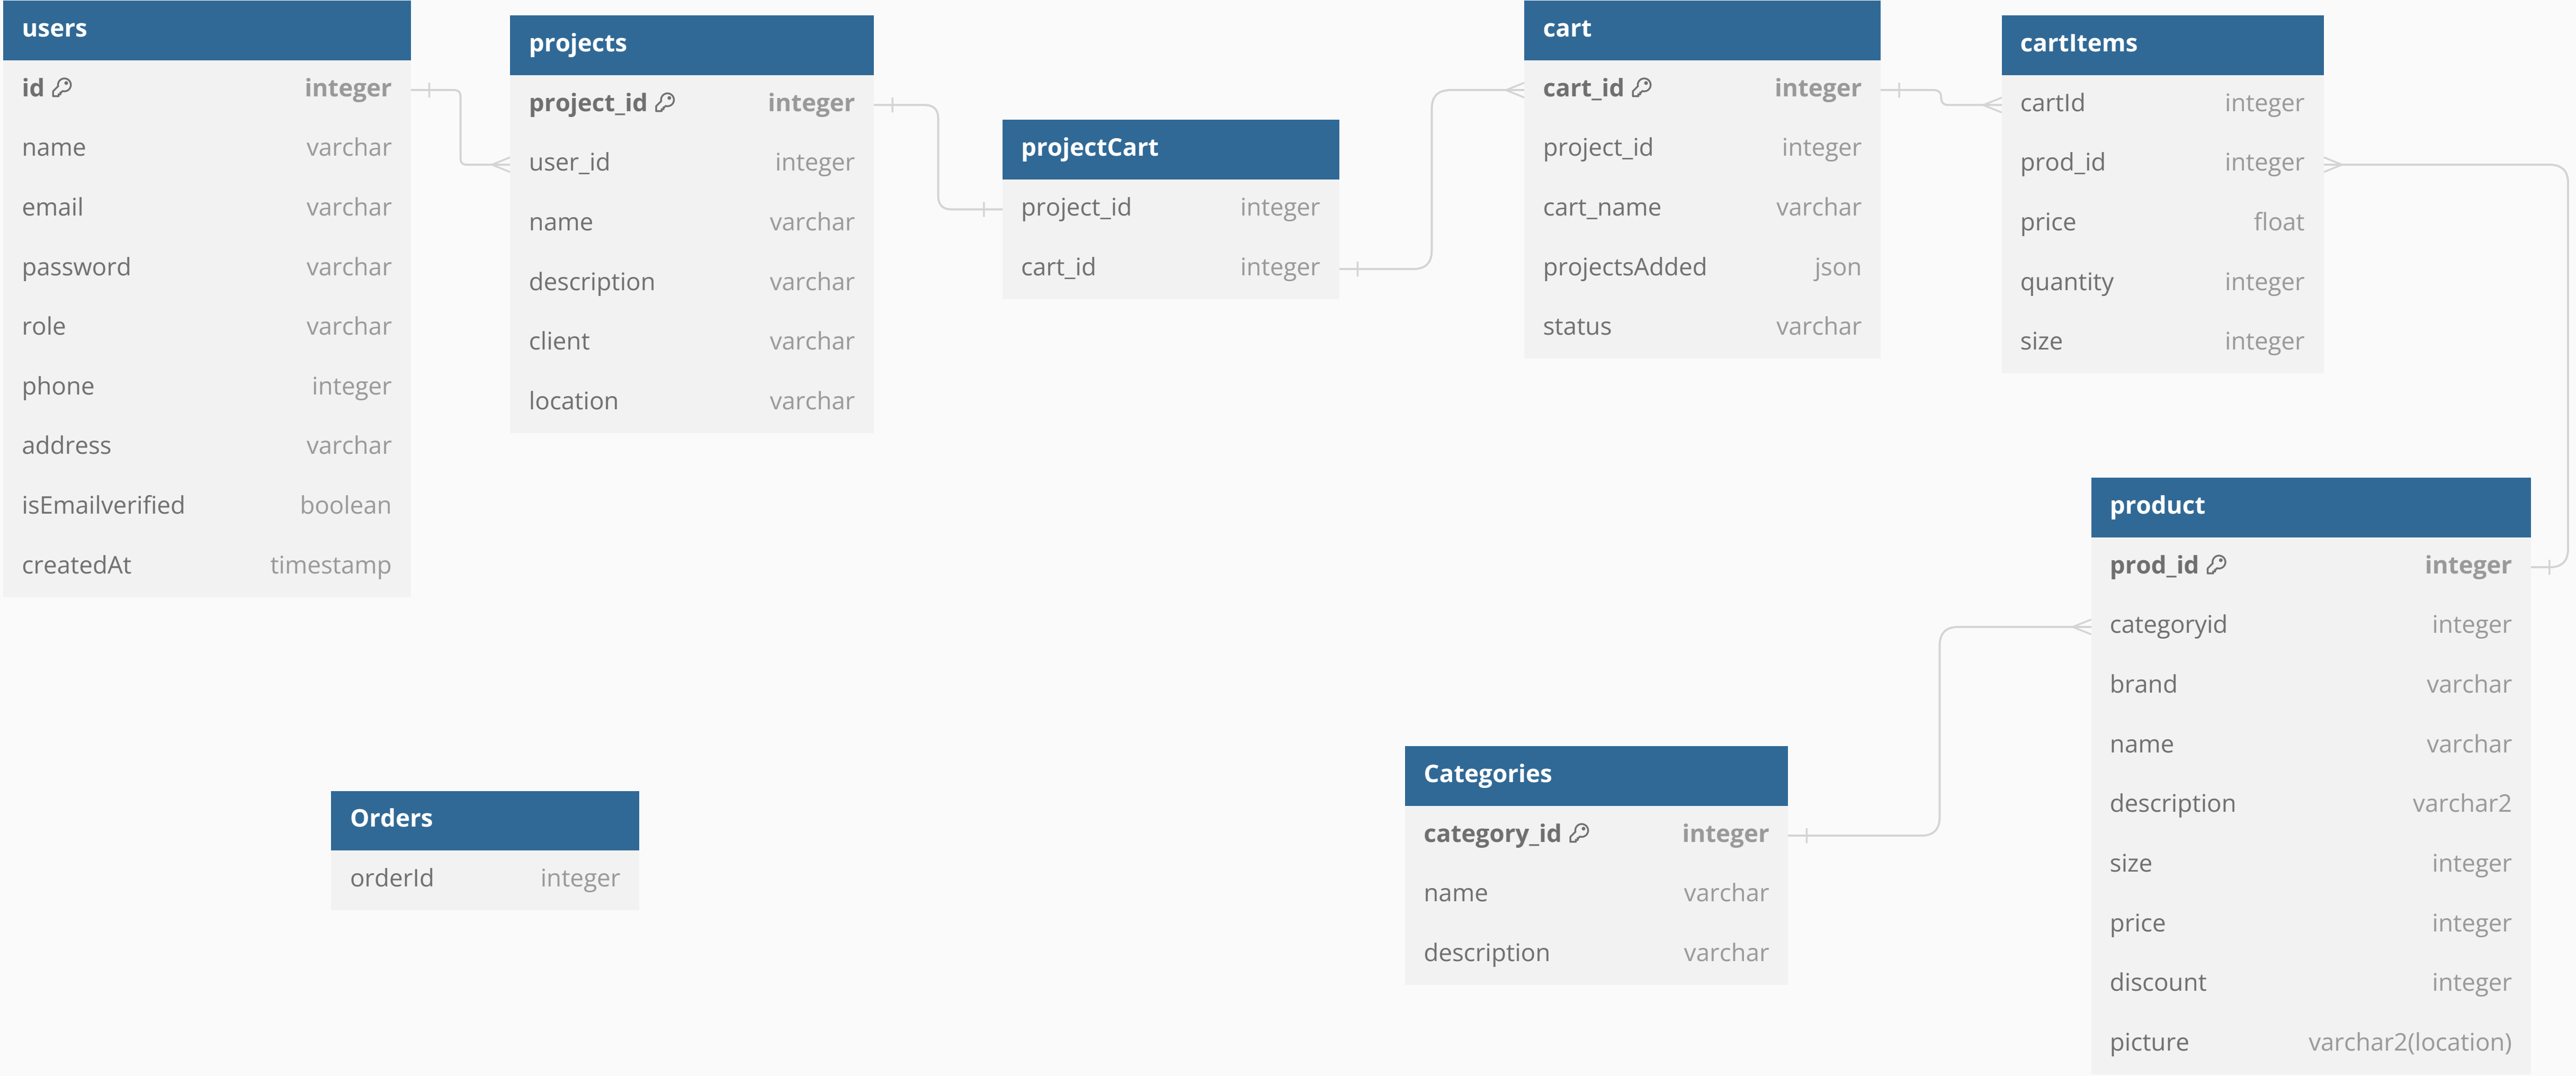 users
id integer
name varchar
email varchar
password varchar
role varchar
phone integer
address varchar
isEmailverified boolean
createdAt timestamp
projects
project_id integer
user_id integer
name varchar
description varchar
client varchar
location varchar
projectCart
project_id integer
cart_id integer
cart
cart_id integer
project_id integer
cart_name varchar
projectsAdded json
status varchar
cartItems
cartId integer
prod_id integer
price float
quantity integer
size integer
product
prod_id integer
categoryid integer
brand varchar
name varchar
description varchar2
size integer
price integer
discount integer
picture varchar2(location)
Categories
category_id integer
name varchar
description varchar
Orders
orderId integer